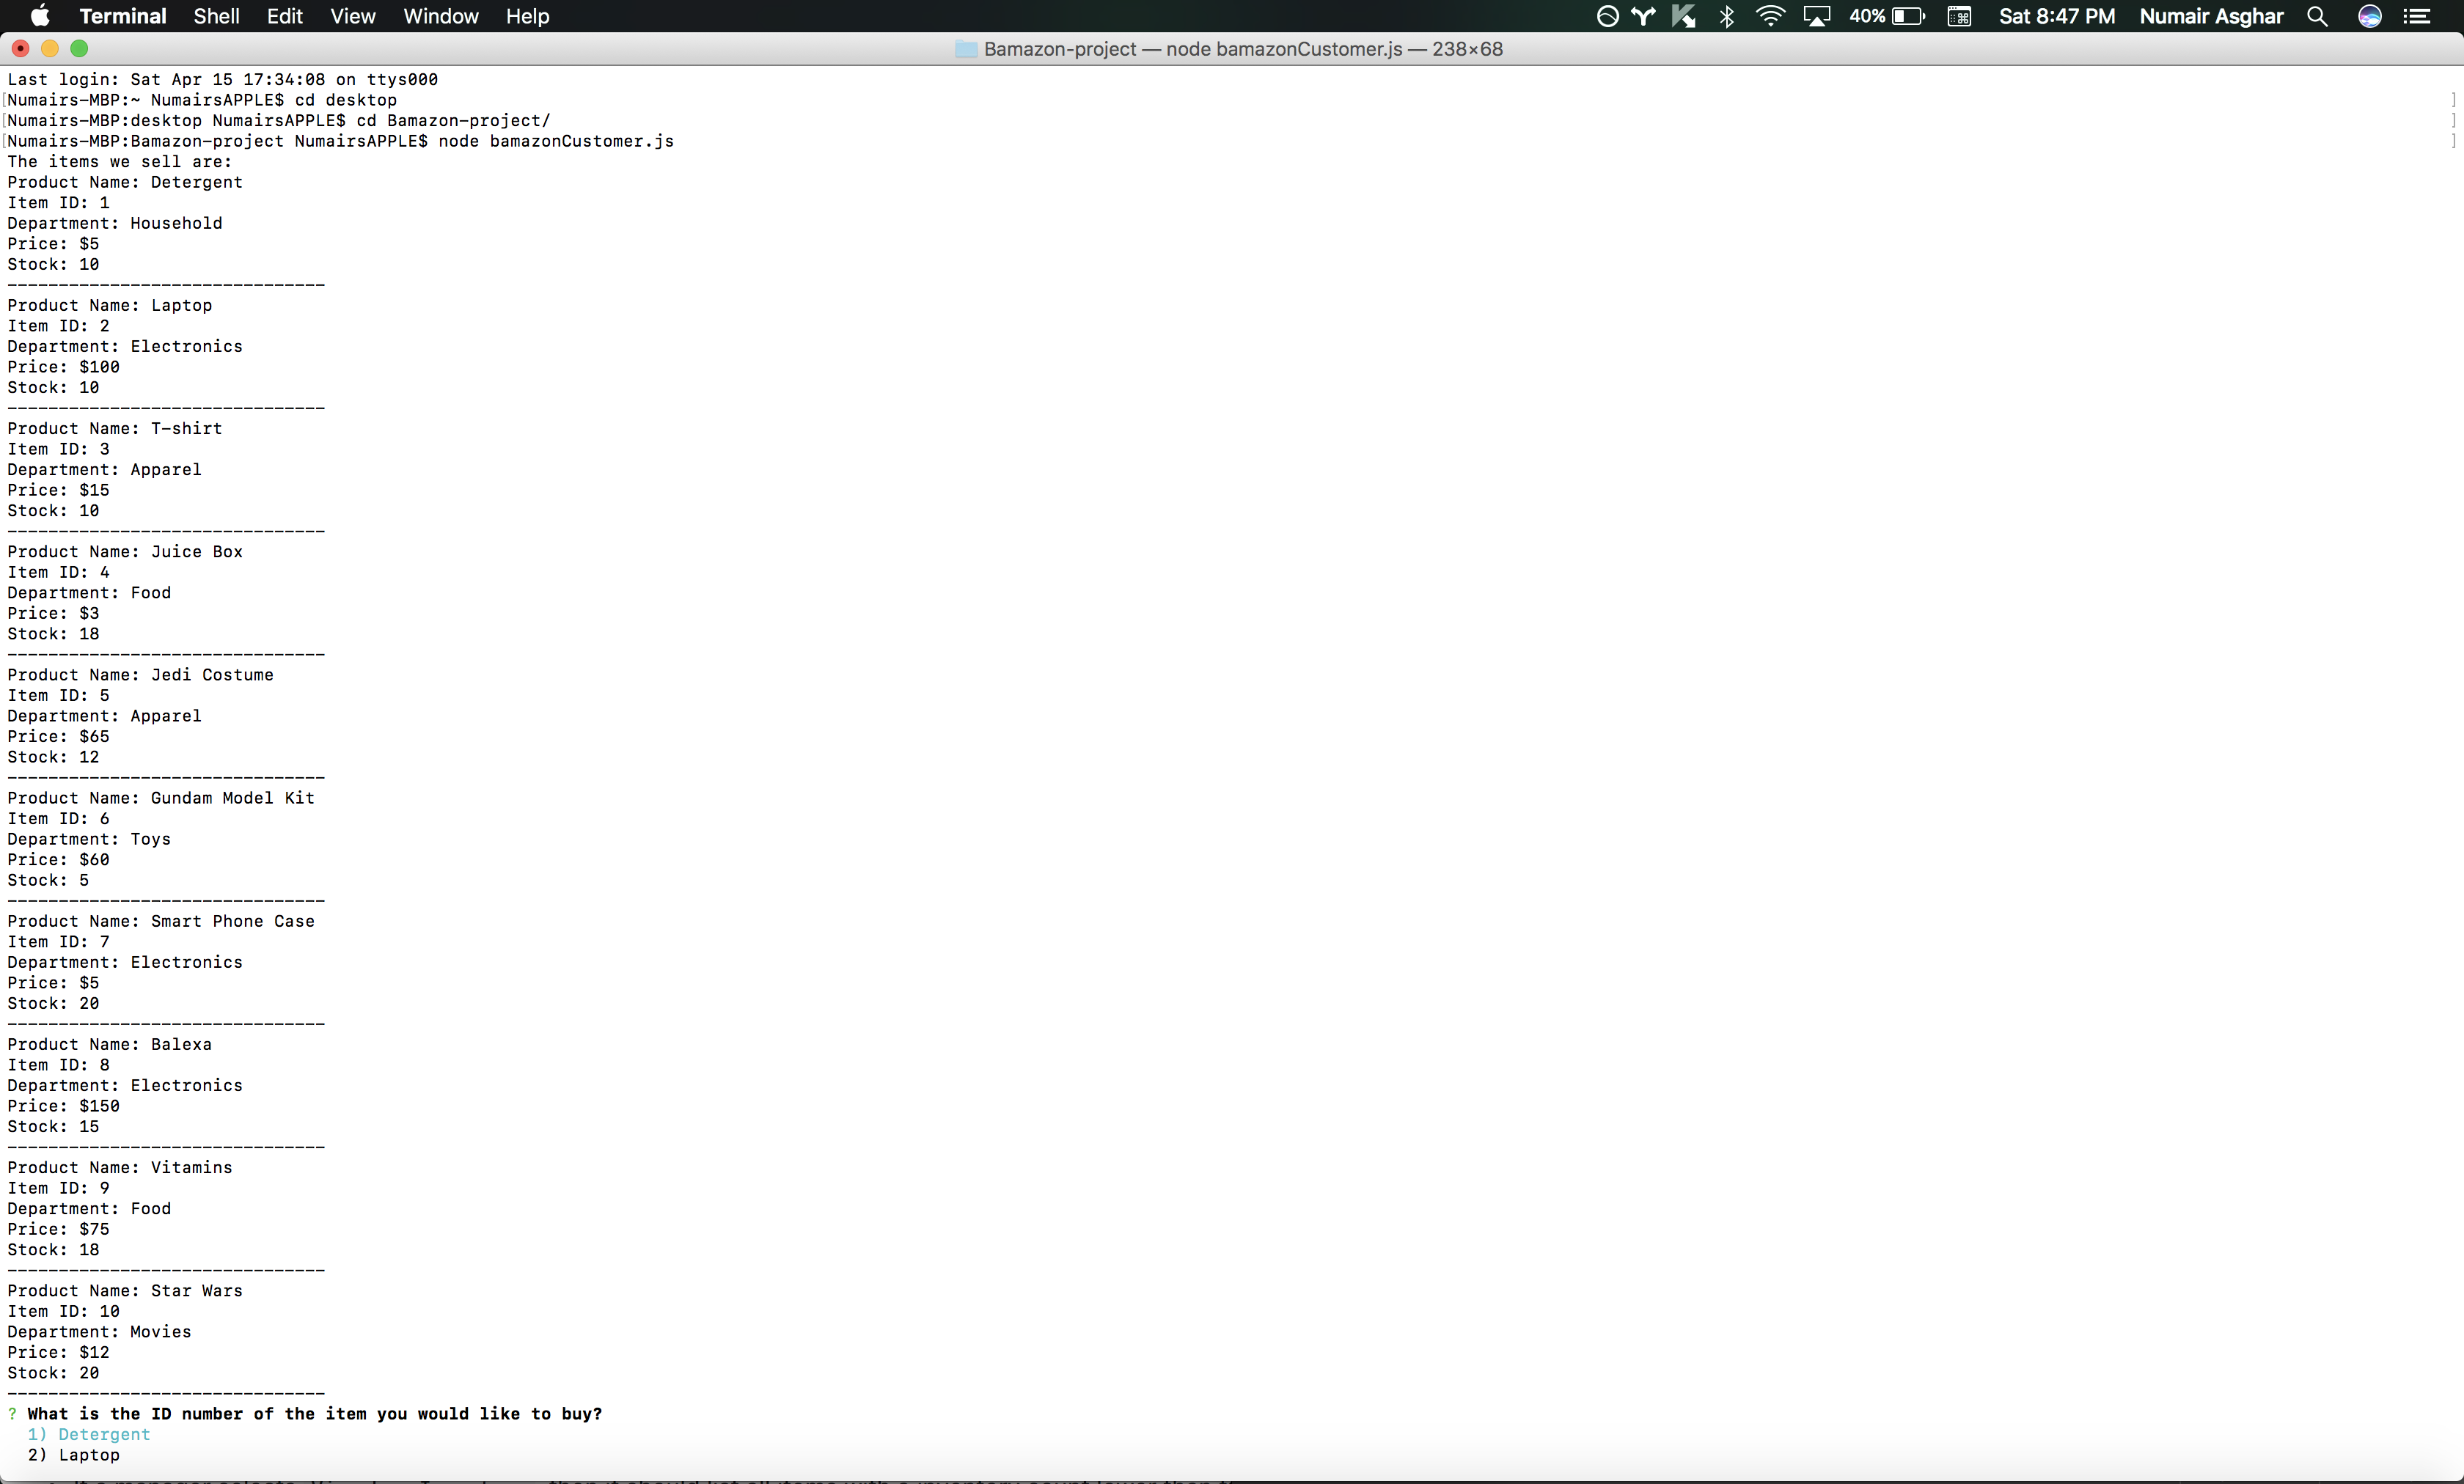 Terminal Shell Edit View Window Help 40% Sat 8:47 PM Numair Asghar
Bamazon-project — node bamazonCustomer.js — 238×68
Last login: Sat Apr 15 17:34:08 on ttys000
[Numairs-MBP:~ NumairsAPPLE$ cd desktop ]
[Numairs-MBP:desktop NumairsAPPLE$ cd Bamazon-project/ ]
[Numairs-MBP:Bamazon-project NumairsAPPLE$ node bamazonCustomer.js ]
The items we sell are:
Product Name: Detergent
Item ID: 1
Department: Household
Price: $5
Stock: 10
-------------------------------
Product Name: Laptop
Item ID: 2
Department: Electronics
Price: $100
Stock: 10
-------------------------------
Product Name: T-shirt
Item ID: 3
Department: Apparel
Price: $15
Stock: 10
-------------------------------
Product Name: Juice Box
Item ID: 4
Department: Food
Price: $3
Stock: 18
-------------------------------
Product Name: Jedi Costume
Item ID: 5
Department: Apparel
Price: $65
Stock: 12
-------------------------------
Product Name: Gundam Model Kit
Item ID: 6
Department: Toys
Price: $60
Stock: 5
-------------------------------
Product Name: Smart Phone Case
Item ID: 7
Department: Electronics
Price: $5
Stock: 20
-------------------------------
Product Name: Balexa
Item ID: 8
Department: Electronics
Price: $150
Stock: 15
-------------------------------
Product Name: Vitamins
Item ID: 9
Department: Food
Price: $75
Stock: 18
-------------------------------
Product Name: Star Wars
Item ID: 10
Department: Movies
Price: $12
Stock: 20
-------------------------------
? What is the ID number of the item you would like to buy?
1) Detergent
2) Laptop